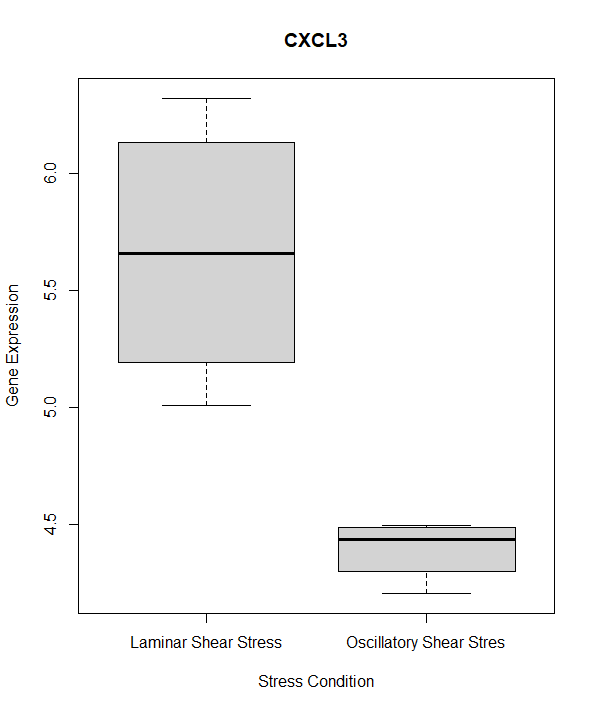 CXCL3
6.0
5.5
5.0
4.5
Gene Expression
Laminar Shear Stress
Oscillatory Shear Stres
Stress Condition